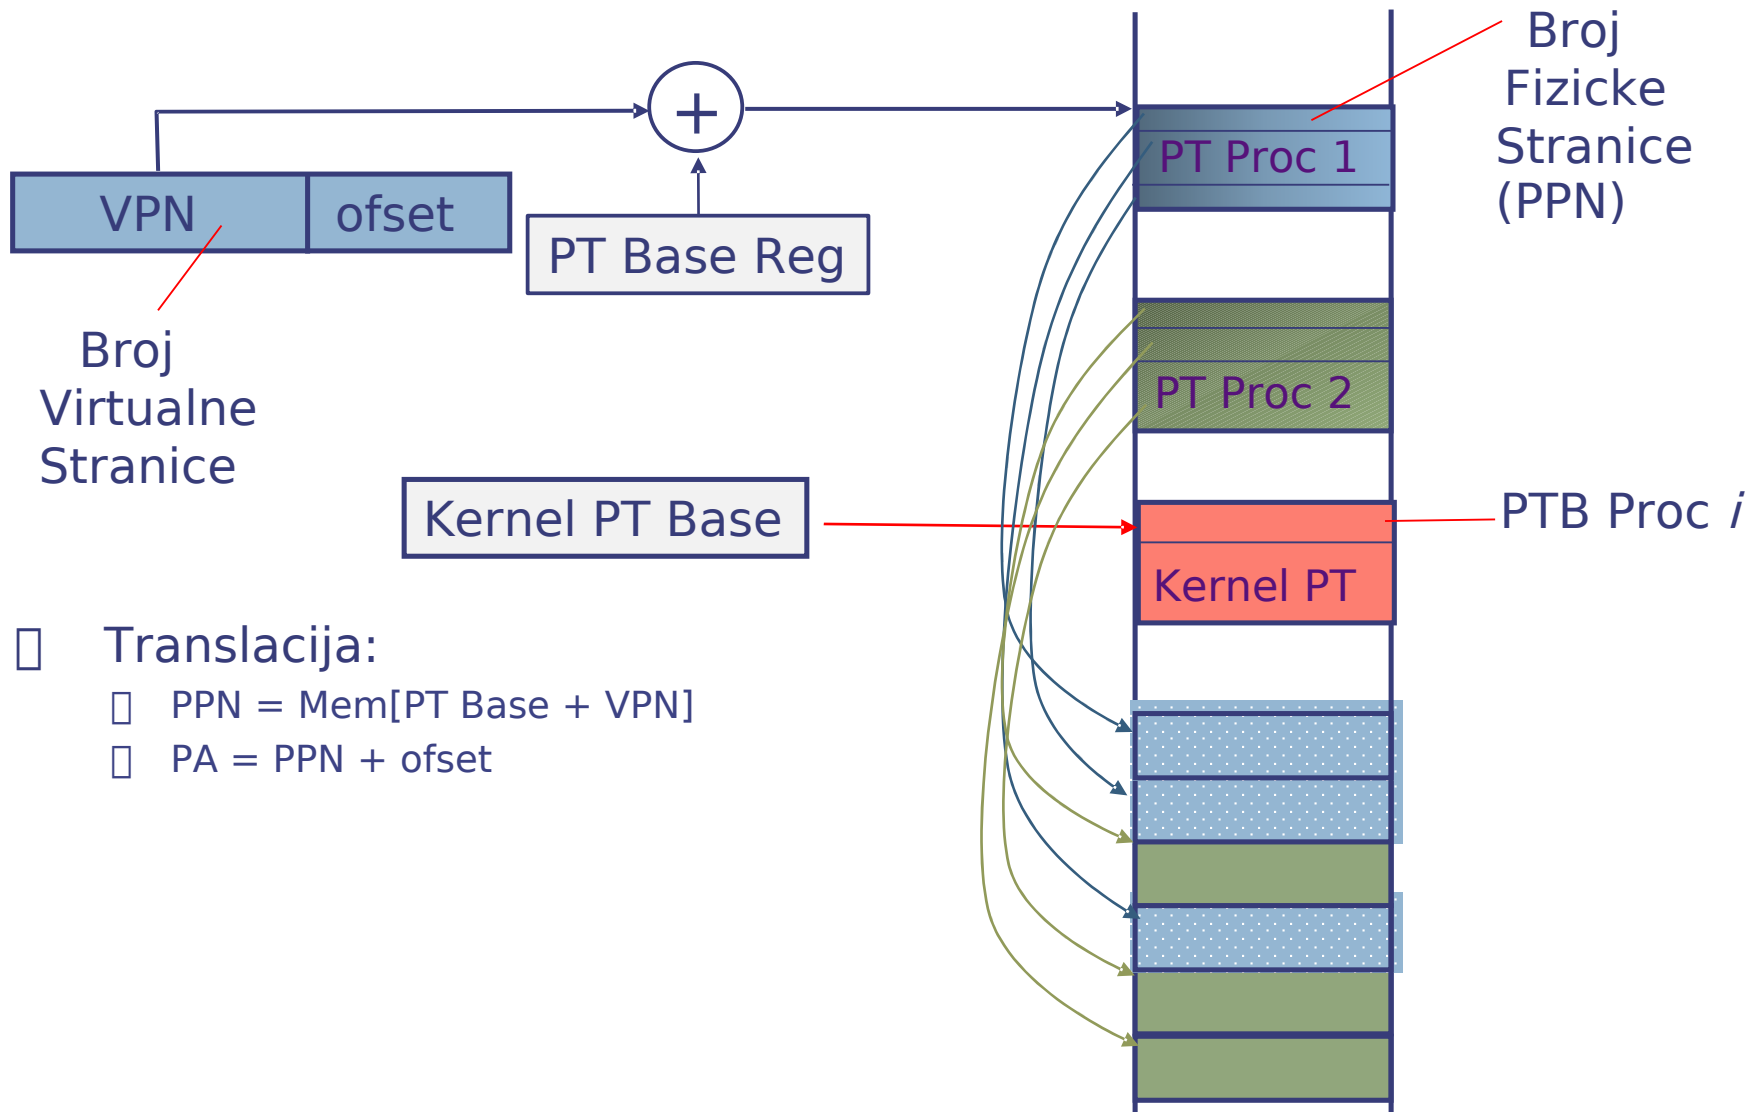 Broj
Fizicke
Stranice
(PPN)
+
PT Proc 1
VPN
ofset
PT Base Reg
Broj
Virtualne
Stranice
PT Proc 2
Kernel PT Base
PTB Proc i
Kernel PT
Translacija:
PPN = Mem[PT Base + VPN]
PA = PPN + ofset